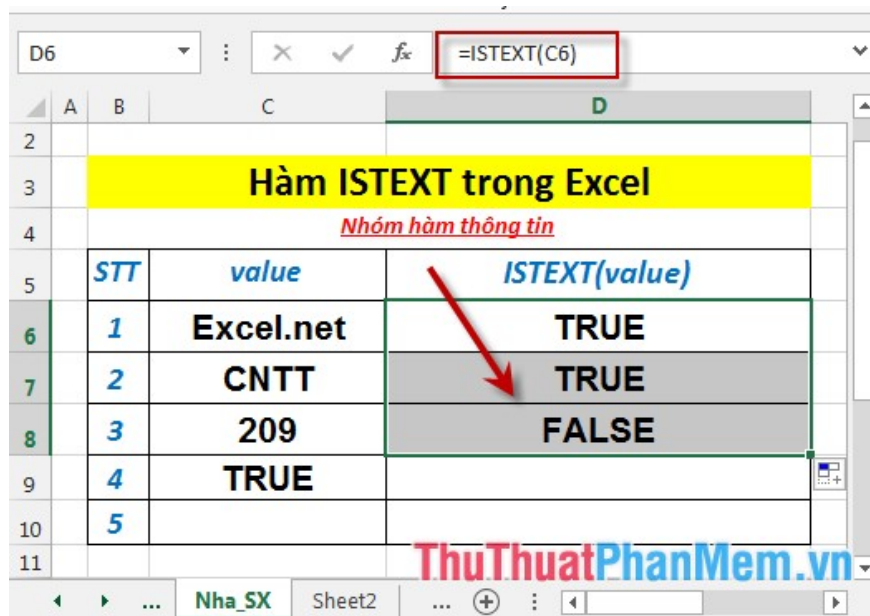 D6 fx =ISTEXT(C6)
A B C D
2
3 Hàm ISTEXT trong Excel
4 Nhóm hàm thông tin
5 STT value ISTEXT(value)
6 1 Excel.net TRUE
7 2 CNTT TRUE
8 3 209 FALSE
9 4 TRUE
10 5
11
ThuThuatPhanMem.vn
... Nha_SX Sheet2 ...